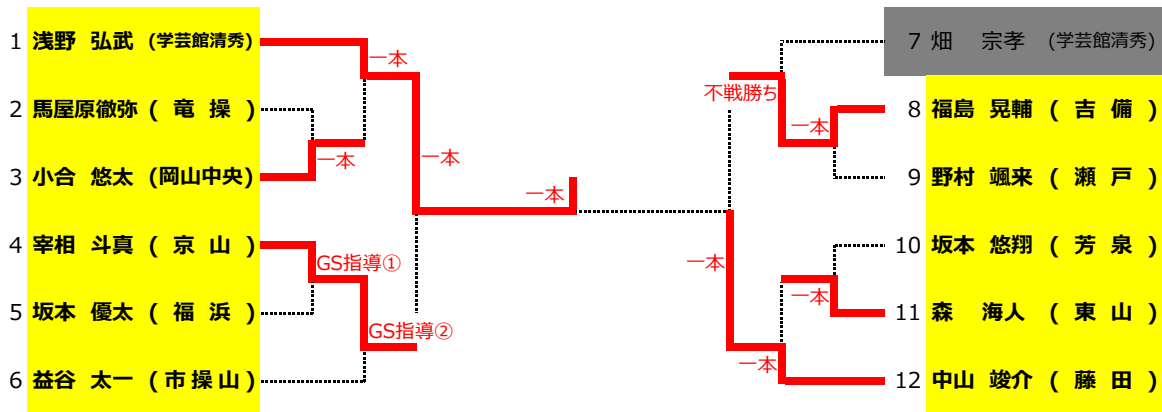 1 浅野 弘武 (学芸館清秀)
2 馬屋原徹弥 ( 竜 操 )
3 小合 悠太 (岡山中央)
4 宰相 斗真 ( 京 山 )
5 坂本 優太 ( 福 浜 )
6 益谷 太一 ( 市 操 山 )
一本
一本
一本
GS指導①
GS指導②
一本
不戦勝ち
一本
一本
一本
一本
7 畑 宗孝 (学芸館清秀)
8 福島 晃輔 ( 吉 備 )
9 野村 颯来 ( 瀬 戸 )
10 坂本 悠翔 ( 芳 泉 )
11 森 海人 ( 東 山 )
12 中山 竣介 ( 藤 田 )